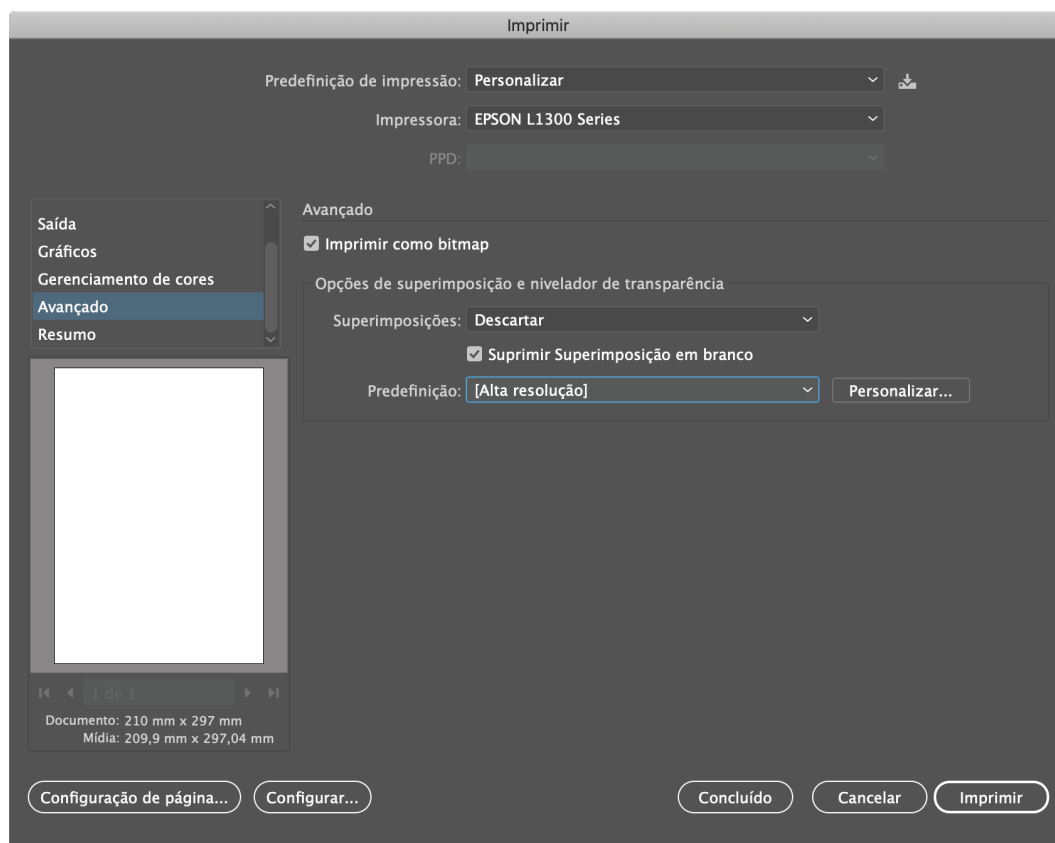 Imprimir
Predefinição de impressão: Personalizar
Impressora: EPSON L1300 Series
PPD:
Saída
Gráficos
Gerenciamento de cores
Avançado
Resumo
Avançado
Imprimir como bitmap
Opções de superimposição e nivelador de transparência
Superimposições: Descartar
Suprimir Superimposição em branco
Predefinição: [Alta resolução] Personalizar...
1 de 1
Documento: 210 mm x 297 mm
Mídia: 209,9 mm x 297,04 mm
Configuração de página... Configurar... Concluído Cancelar Imprimir